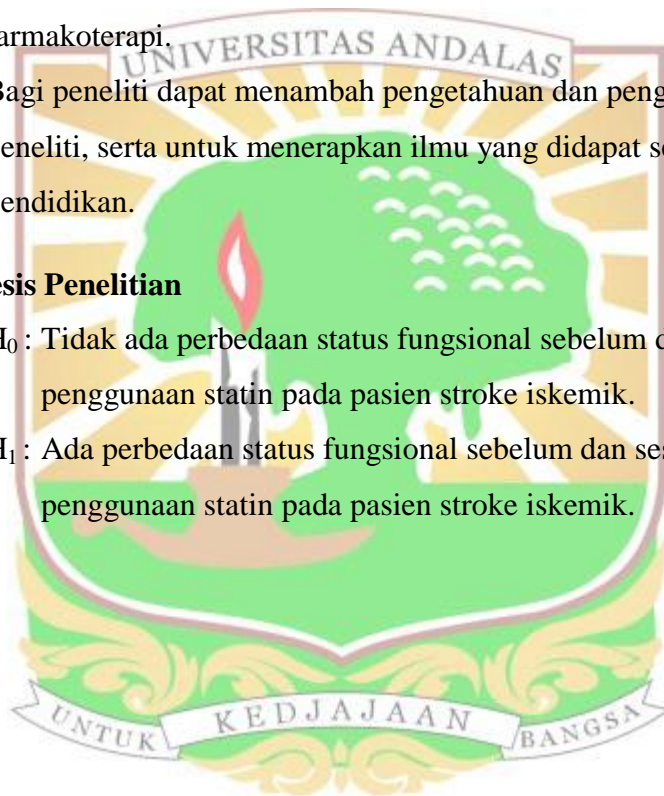 armakoterapi.
UNIVERSITAS ANDALAS
Bagi peneliti dapat menambah pengetahuan dan peng
eneliti, serta untuk menerapkan ilmu yang didapat se
endidikan.
esis Penelitian
H₀ : Tidak ada perbedaan status fungsional sebelum d
penggunaan statin pada pasien stroke iskemik.
H₁ : Ada perbedaan status fungsional sebelum dan ses
penggunaan statin pada pasien stroke iskemik.
UNTUK KEDJAJAAN BANGSA